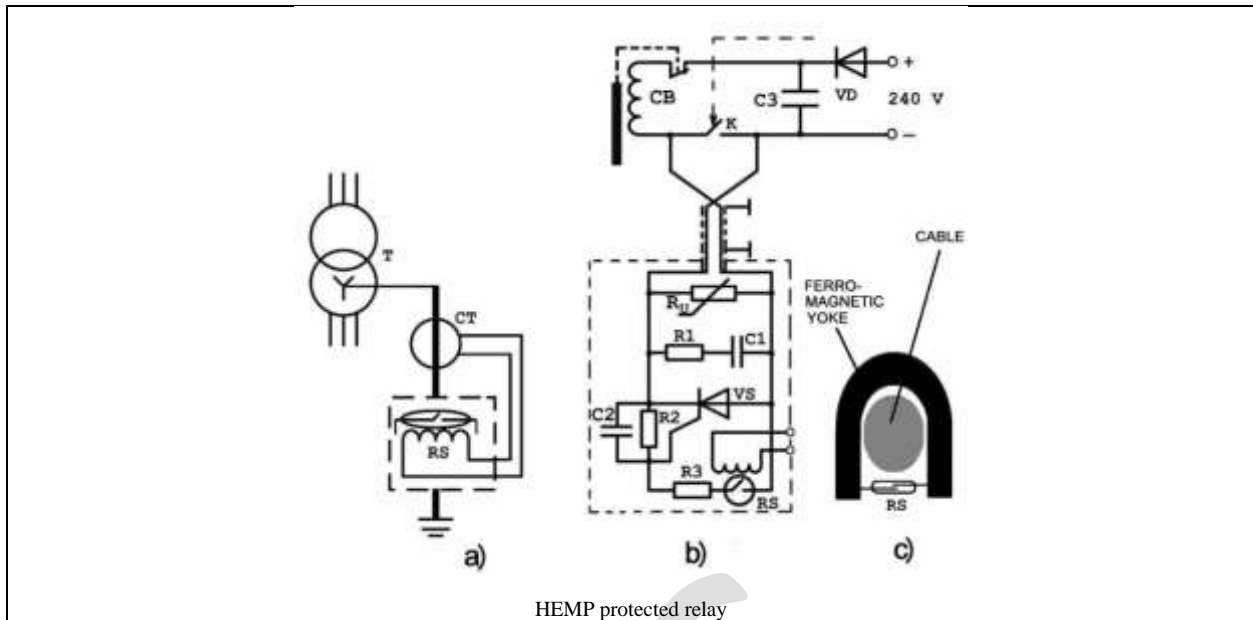 CB
C3
VD
+
240 V
−
K
T
CT
RS
a)
RU
R1
C1
C2
R2
VS
R3
RS
b)
CABLE
FERRO-
MAGNETIC
YOKE
RS
c)
HEMP protected relay